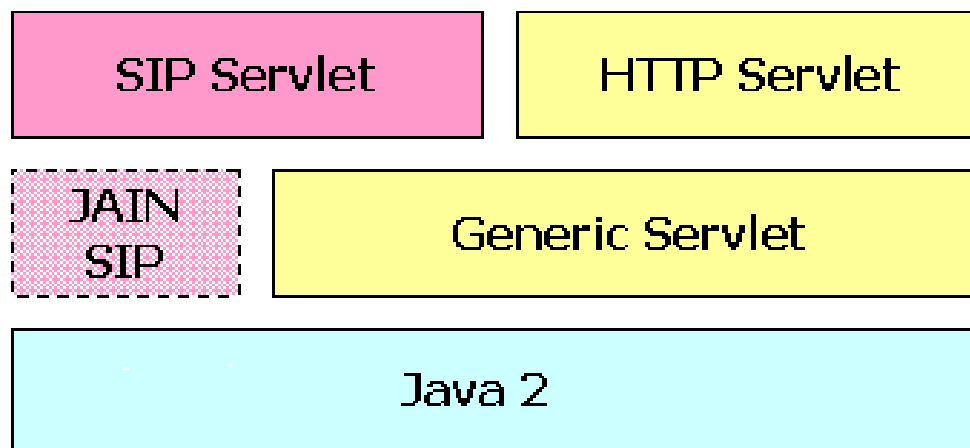 SIP Servlet
HTTP Servlet
JAIN
SIP
Generic Servlet
Java 2